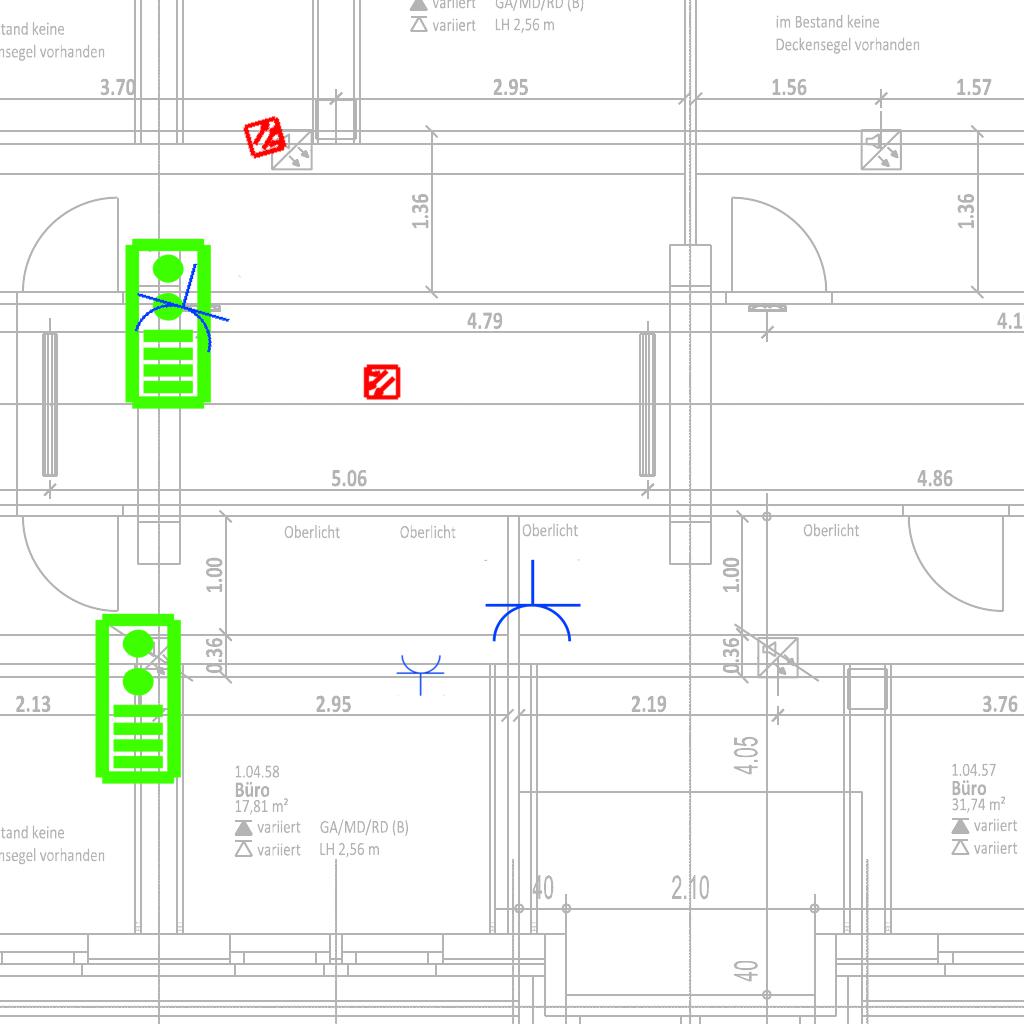 variiert GA/MD/RD (B)
variiert LH 2,56 m
tand keine
nsegel vorhanden
im Bestand keine
Deckensegel vorhanden
3.70
2.95
1.56
1.57
1.36
1.36
4.79
4.1
5.06
4.86
Oberlicht
Oberlicht
Oberlicht
Oberlicht
1.00
1.00
0.36
0.36
2.13
2.95
2.19
3.76
4.05
1.04.58
Büro
17,81 m²
variiert GA/MD/RD (B)
variiert LH 2,56 m
1.04.57
Büro
31,74 m²
variiert
variiert
tand keine
nsegel vorhanden
40
2.10
40